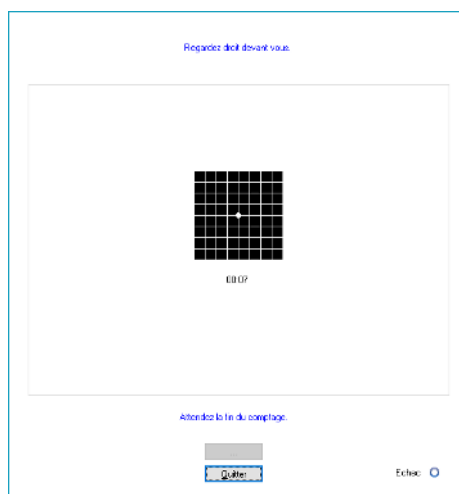 Regardez droit devant vous.
00:07
Attendez la fin du comptage.
...
Quitter
Echec